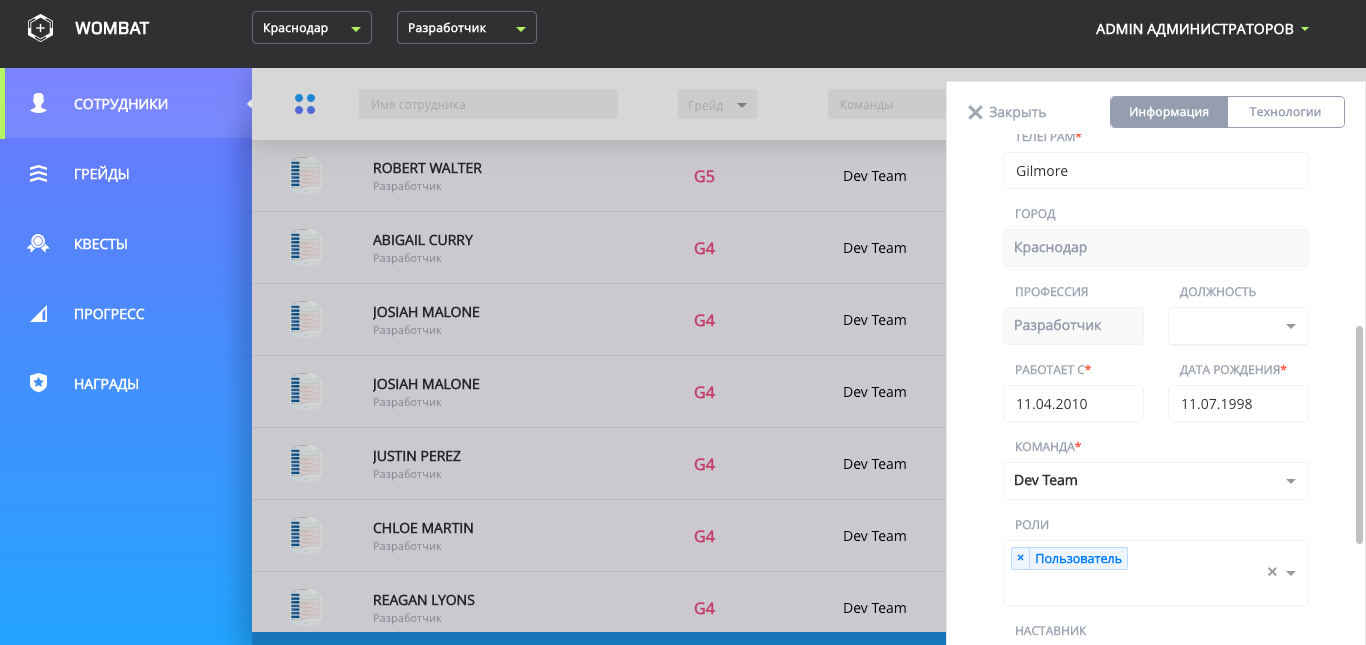 WOMBAT
Краснодар
Разработчик
ADMIN АДМИНИСТРАТОРОВ
СОТРУДНИКИ
ГРЕЙДЫ
КВЕСТЫ
ПРОГРЕСС
НАГРАДЫ
Имя сотрудника
Грейд
Команды
ROBERT WALTER
Разработчик
G5
Dev Team
ABIGAIL CURRY
Разработчик
G4
Dev Team
JOSIAH MALONE
Разработчик
G4
Dev Team
JOSIAH MALONE
Разработчик
G4
Dev Team
JUSTIN PEREZ
Разработчик
G4
Dev Team
CHLOE MARTIN
Разработчик
G4
Dev Team
REAGAN LYONS
Разработчик
G4
Dev Team
Закрыть
Информация
Технологии
ТЕЛЕГРАМ*
Gilmore
ГОРОД
Краснодар
ПРОФЕССИЯ
ДОЛЖНОСТЬ
Разработчик
РАБОТАЕТ С*
ДАТА РОЖДЕНИЯ*
11.04.2010
11.07.1998
КОМАНДА*
Dev Team
РОЛИ
× Пользователь
НАСТАВНИК